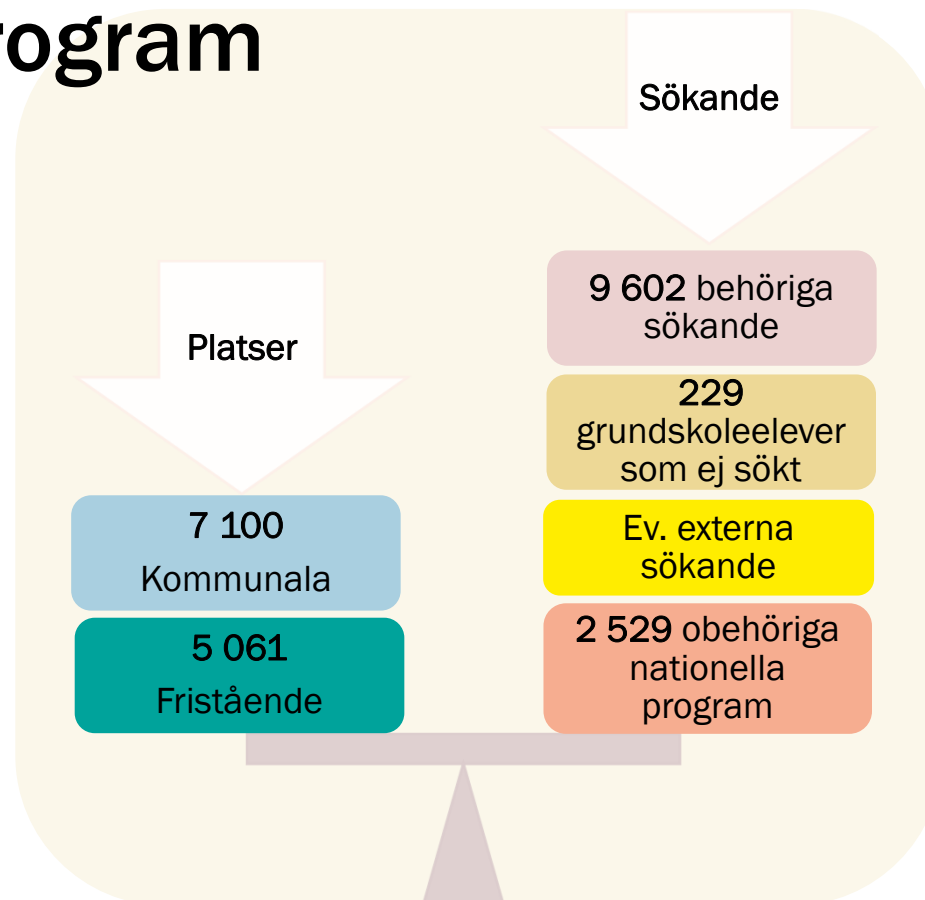 rogram
Platser
7 100
Kommunala
5 061
Fristående
Sökande
9 602 behöriga
sökande
229
grundskoleelever
som ej sökt
Ev. externa
sökande
2 529 obehöriga
nationella
program